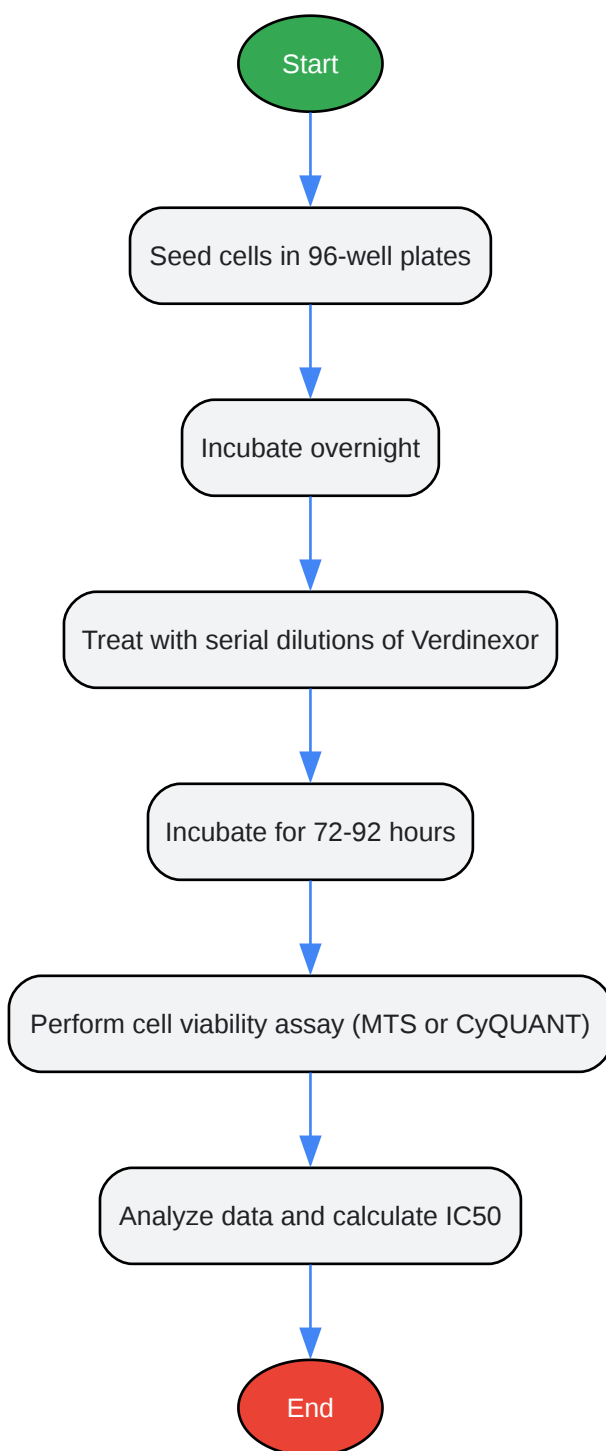 Start
Seed cells in 96-well plates
Incubate overnight
Treat with serial dilutions of Verdinexor
Incubate for 72-92 hours
Perform cell viability assay (MTS or CyQUANT)
Analyze data and calculate IC50
End